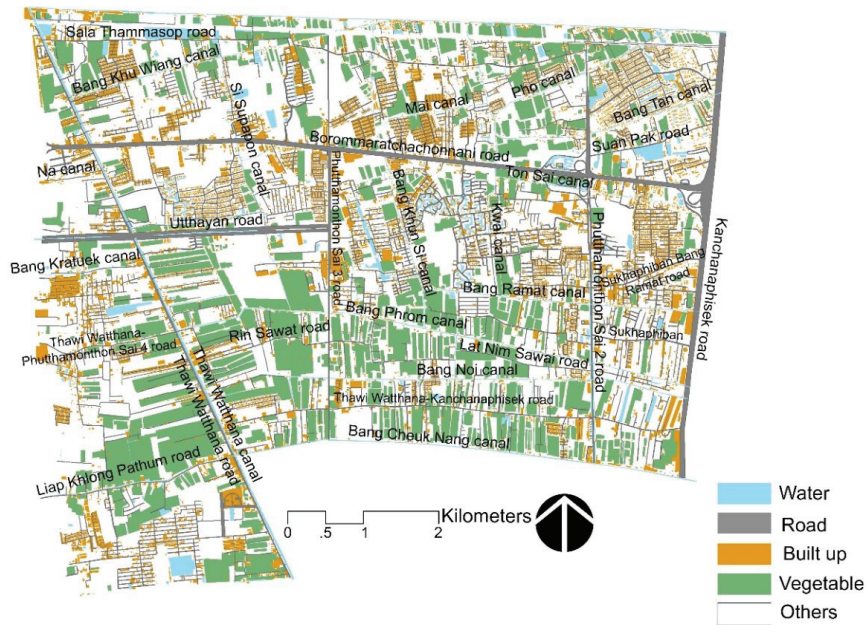 Sala Thammasop road
Bang Khu Wiang canal
Si Supapon canal
Mai canal
Pho canal
Bang Tan canal
Suan Pak road
Borommaratchachonnani road
Na canal
Ton Sai canal
Phutthamonthon Sai 3 road
Bang Khun Si canal
Kwa canal
Utthayan road
Phutthamonthon Sai 2 road
Kanchanaphisek road
Bang Krafuek canal
Sukhaphiban Bang
Ramat road
Bang Ramat canal
Bang Phrom canal
Sukhaphiban
Rin Sawat road
Thawi Watthana-
Phutthamonthon Sai 4 road
Lat Nim Sawai road
Bang Noi canal
Thawi Watthana canal
Thawi Watthana road
Thawi Watthana-Kanchanaphisek road
Bang Cheuk Nang canal
Liap Khlong Pathum road
Kilometers
0 .5 1 2
Water
Road
Built up
Vegetable
Others